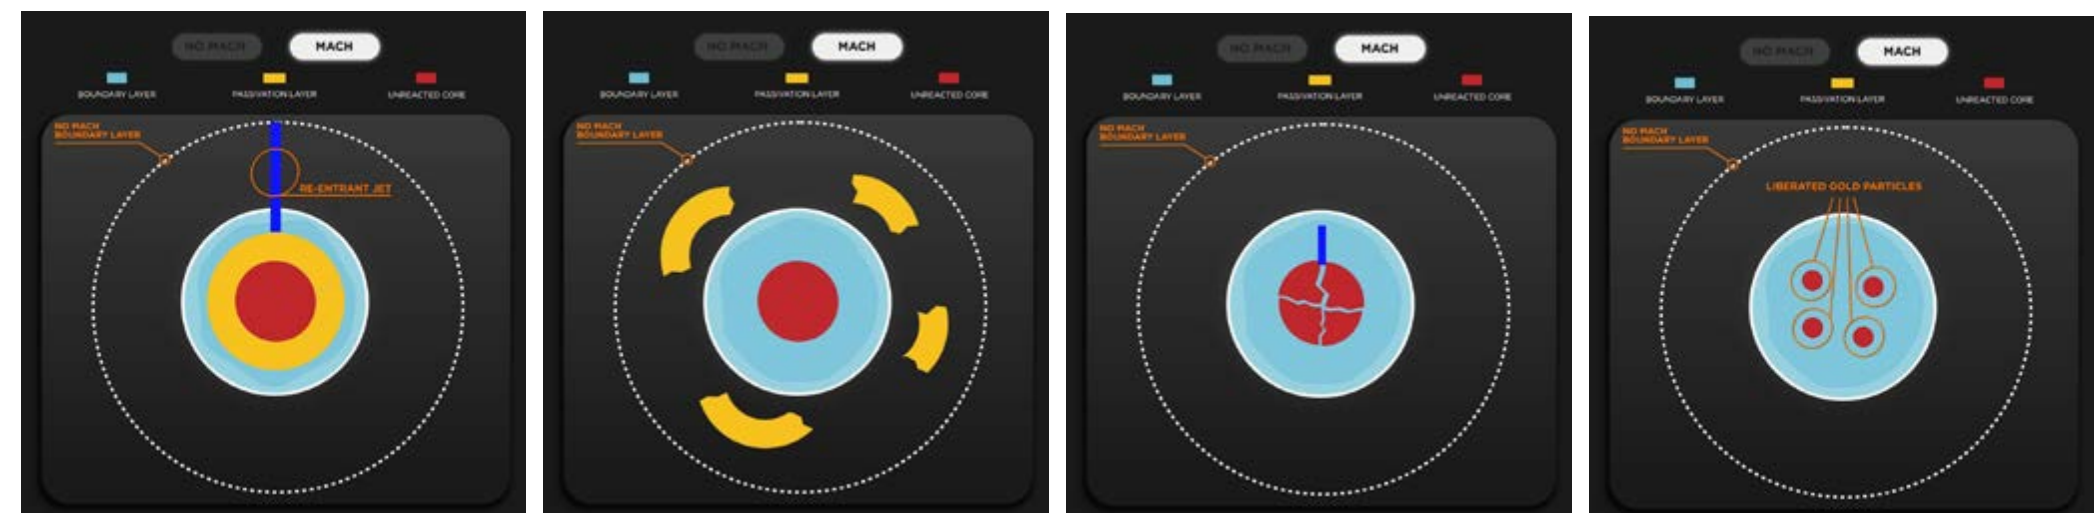 NO MACH
MACH
BOUNDARY LAYER
PASSIVATION LAYER
UNREACTED CORE
NO MACH
BOUNDARY LAYER
RE-ENTRANT JET
NO MACH
MACH
BOUNDARY LAYER
PASSIVATION LAYER
UNREACTED CORE
NO MACH
BOUNDARY LAYER
NO MACH
MACH
BOUNDARY LAYER
PASSIVATION LAYER
UNREACTED CORE
NO MACH
BOUNDARY LAYER
NO MACH
MACH
BOUNDARY LAYER
PASSIVATION LAYER
UNREACTED CORE
NO MACH
BOUNDARY LAYER
LIBERATED GOLD PARTICLES